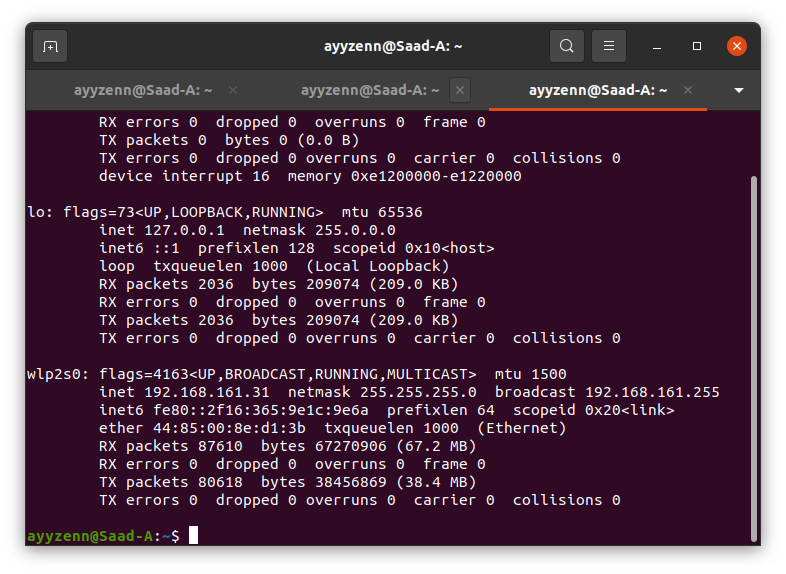 ayyzenn@Saad-A: ~
ayyzenn@Saad-A: ~ ayyzenn@Saad-A: ~ ayyzenn@Saad-A: ~
RX errors 0  dropped 0  overruns 0  frame 0
TX packets 0  bytes 0 (0.0 B)
TX errors 0  dropped 0 overruns 0  carrier 0  collisions 0
device interrupt 16  memory 0xe1200000-e1220000
lo: flags=73<UP,LOOPBACK,RUNNING>  mtu 65536
inet 127.0.0.1  netmask 255.0.0.0
inet6 ::1  prefixlen 128  scopeid 0x10<host>
loop  txqueuelen 1000  (Local Loopback)
RX packets 2036  bytes 209074 (209.0 KB)
RX errors 0  dropped 0  overruns 0  frame 0
TX packets 2036  bytes 209074 (209.0 KB)
TX errors 0  dropped 0 overruns 0  carrier 0  collisions 0
wlp2s0: flags=4163<UP,BROADCAST,RUNNING,MULTICAST>  mtu 1500
inet 192.168.161.31  netmask 255.255.255.0  broadcast 192.168.161.255
inet6 fe80::2f16:365:9e1c:9e6a  prefixlen 64  scopeid 0x20<link>
ether 44:85:00:8e:d1:3b  txqueuelen 1000  (Ethernet)
RX packets 87610  bytes 67270906 (67.2 MB)
RX errors 0  dropped 0  overruns 0  frame 0
TX packets 80618  bytes 38456869 (38.4 MB)
TX errors 0  dropped 0 overruns 0  carrier 0  collisions 0
ayyzenn@Saad-A:~$